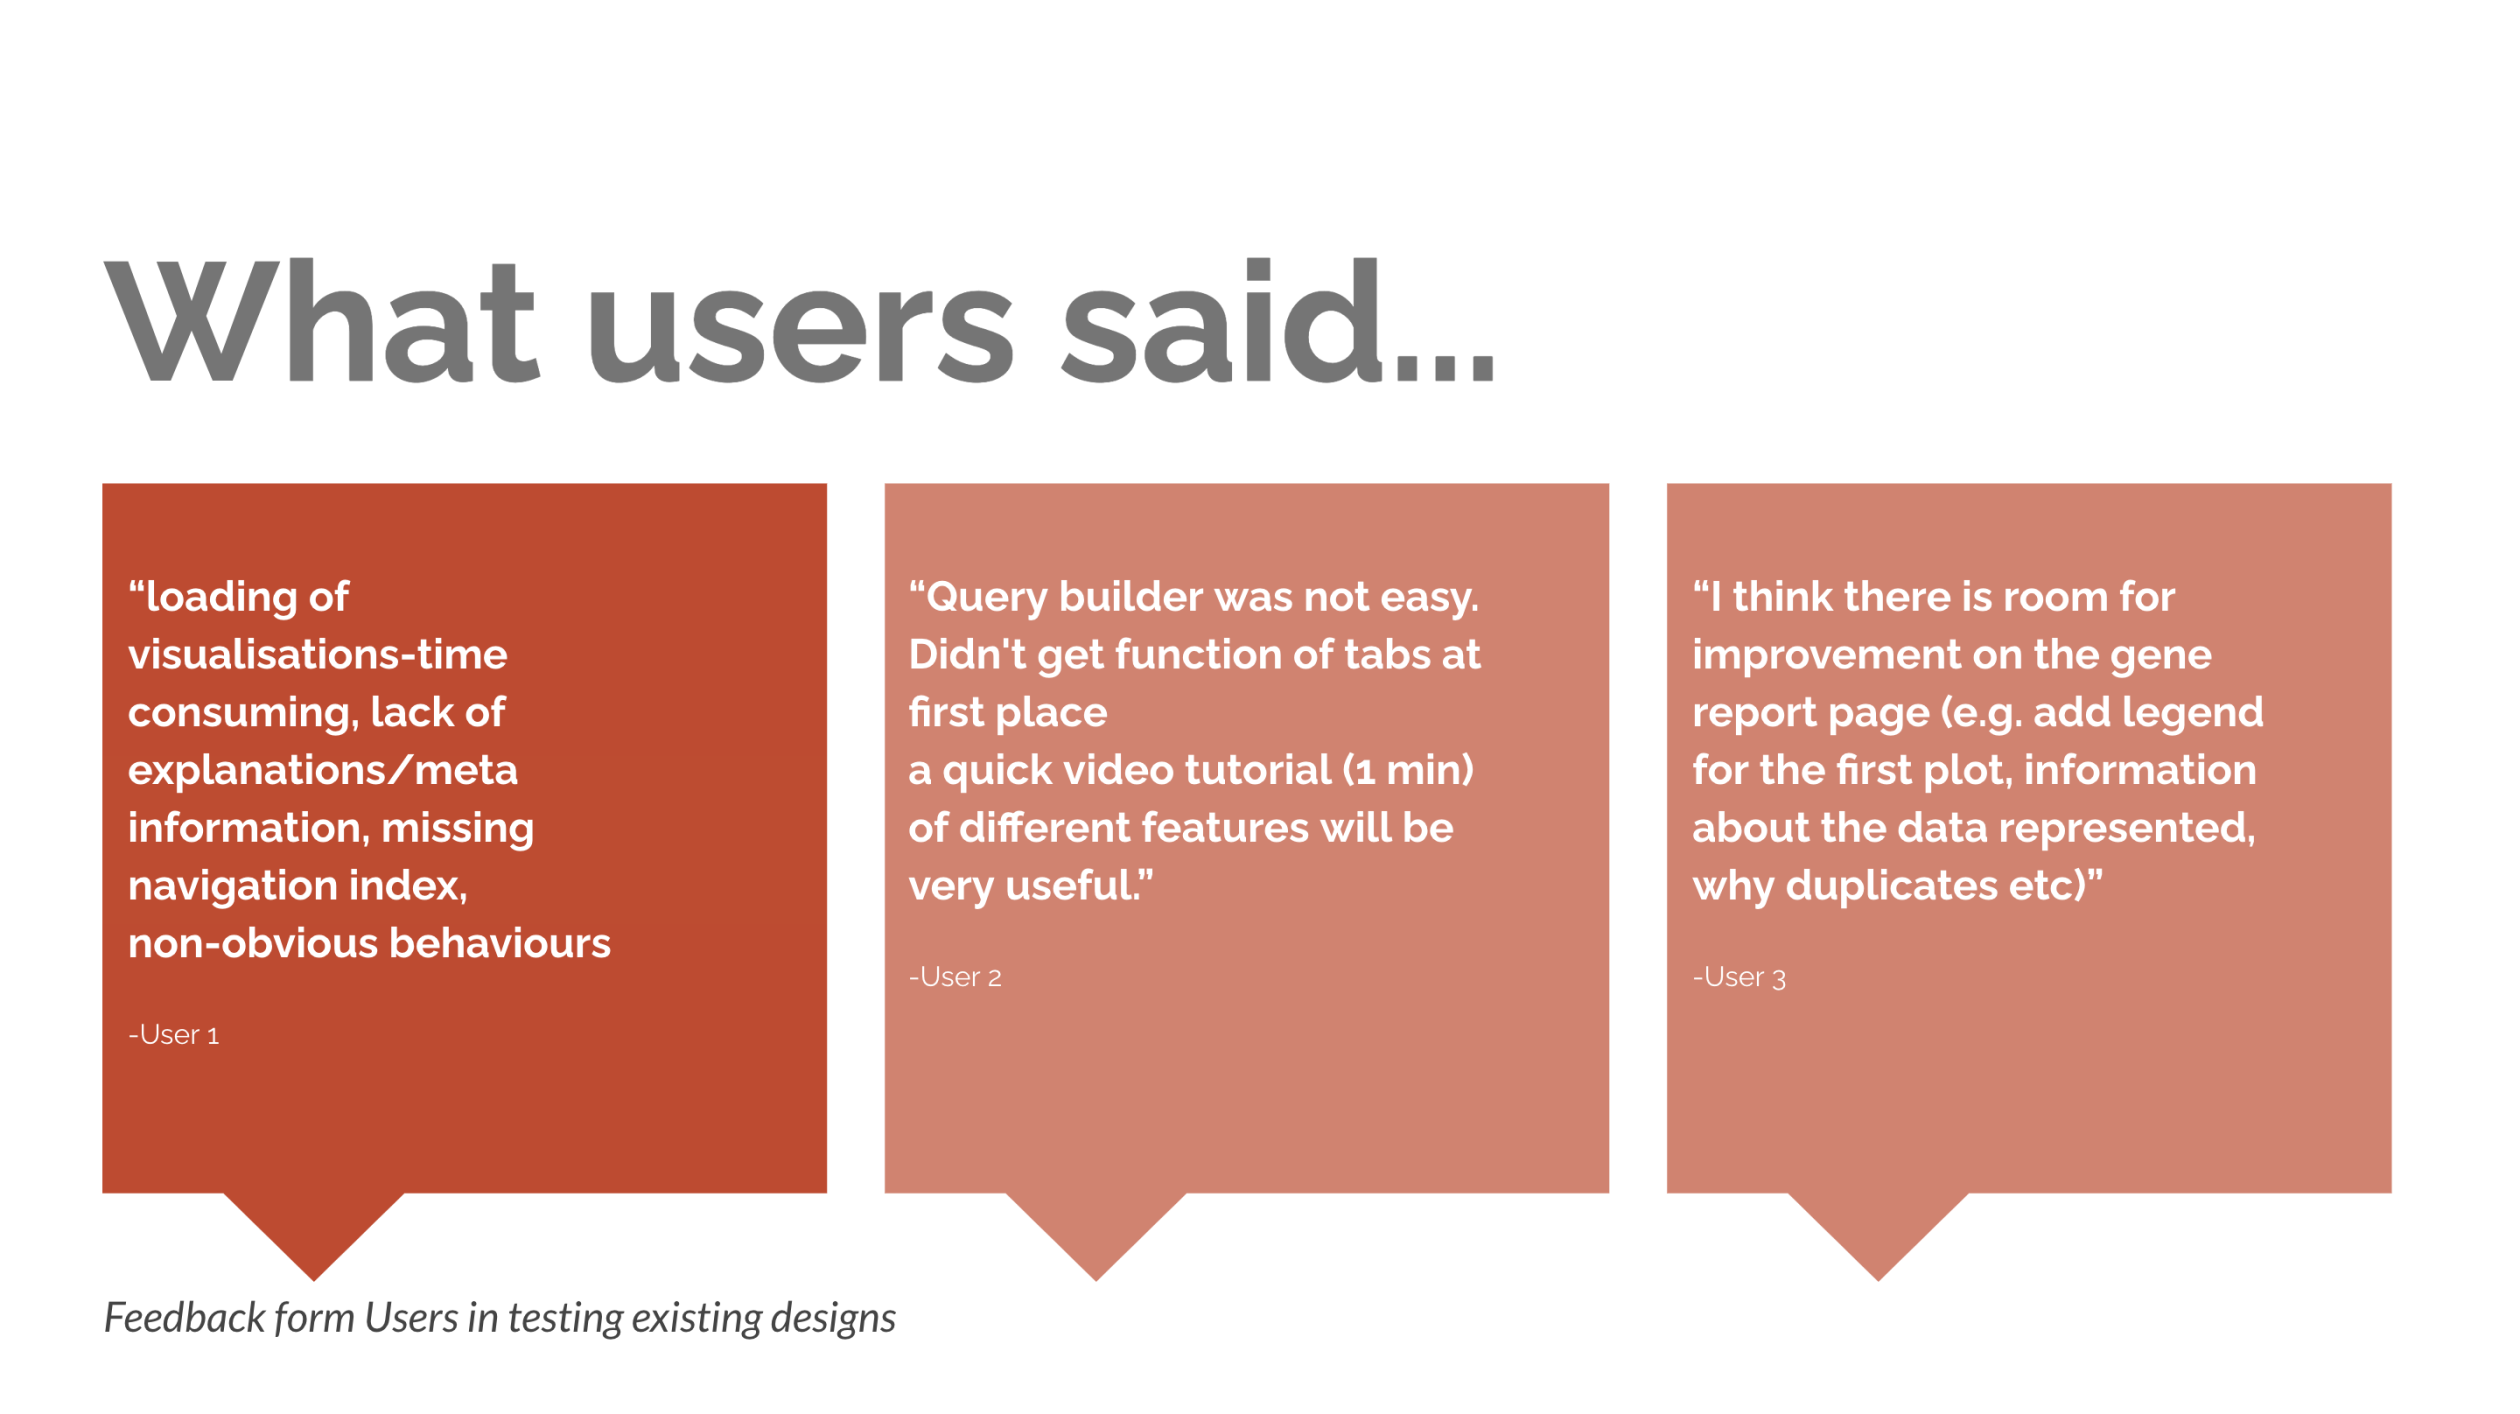 What users said...
“loading of
visualisations-time
consuming, lack of
explanations/meta
information, missing
navigation index,
non-obvious behaviours
-User 1
“Query builder was not easy.
Didn't get function of tabs at
first place
a quick video tutorial (1 min)
of different features will be
very useful.”
-User 2
“I think there is room for
improvement on the gene
report page (e.g. add legend
for the first plot, information
about the data represented,
why duplicates etc)”
-User 3
Feedback form Users in testing existing designs